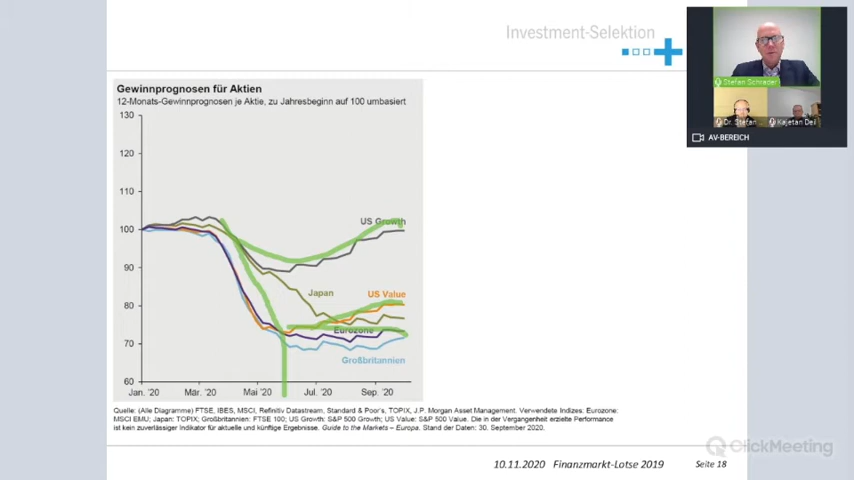 Investment-Selektion
Gewinnprognosen für Aktien
12-Monats-Gewinnprognosen je Aktie, zu Jahresbeginn auf 100 umbasiert
130
120
110
100
90
80
70
60
US Growth
Japan
US Value
Eurozone
Großbritannien
Jan. '20 Mär. '20 Mai '20 Jul. '20 Sep. '20
Quelle: (Alle Diagramme) FTSE, IBES, MSCI, Refinitiv Datastream, Standard & Poor's, TOPIX, J.P. Morgan Asset Management. Verwendete Indizes: Eurozone:
MSCI EMU; Japan: TOPIX; Großbritannien: FTSE 100; US Growth: S&P 500 Growth; US Value: S&P 500 Value. Die in der Vergangenheit erzielte Performance
ist kein zuverlässiger Indikator für aktuelle und künftige Ergebnisse. Guide to the Markets – Europa. Stand der Daten: 30. September 2020.
10.11.2020 Finanzmarkt-Lotse 2019 Seite 18
Stefan Schrader
Dr. Stefan Kajetan Deil
AV-BEREICH
ClickMeeting